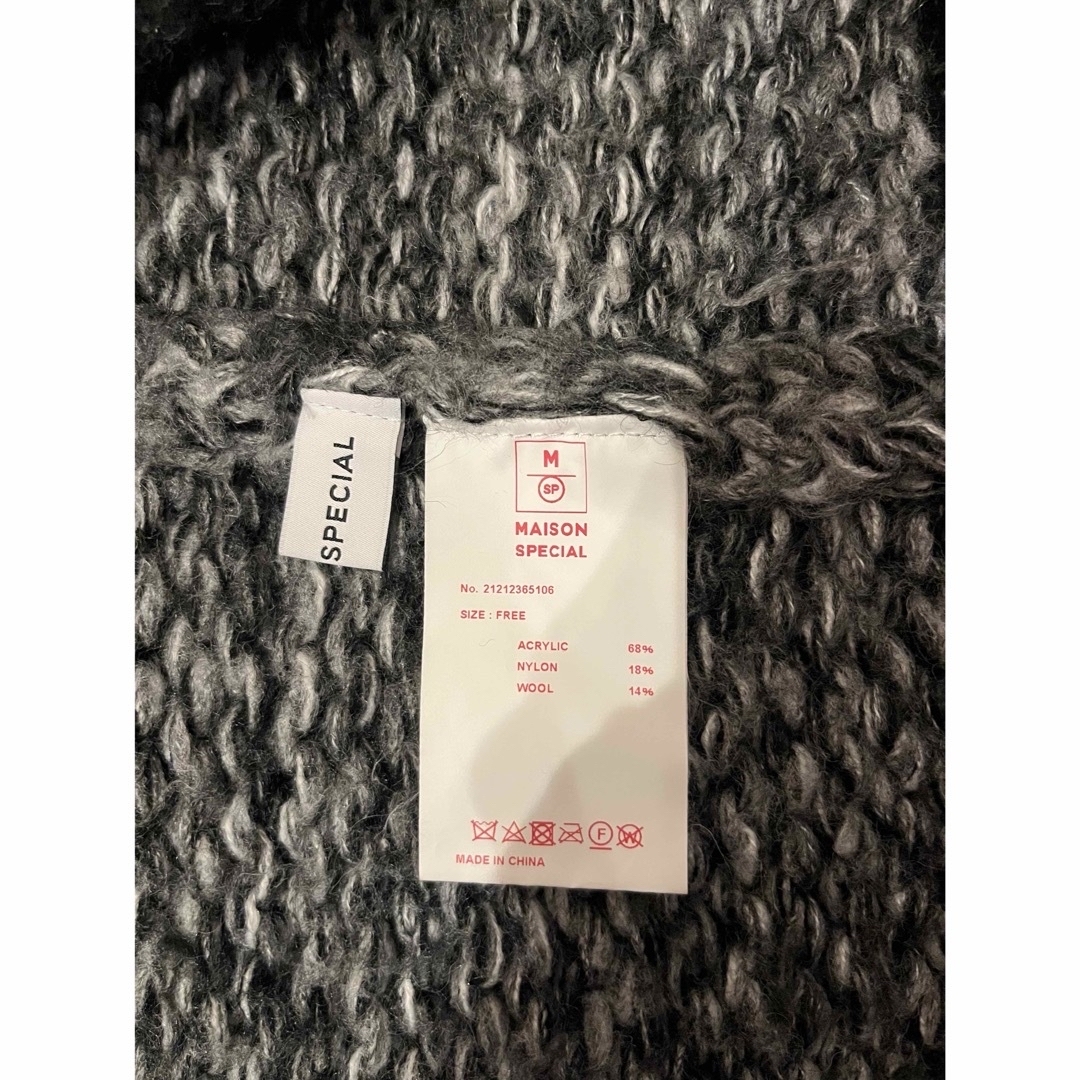 SPECIAL
M
SP
MAISON
SPECIAL
No. 21212365106
SIZE : FREE
ACRYLIC 68%
NYLON 18%
WOOL 14%
F W
MADE IN CHINA